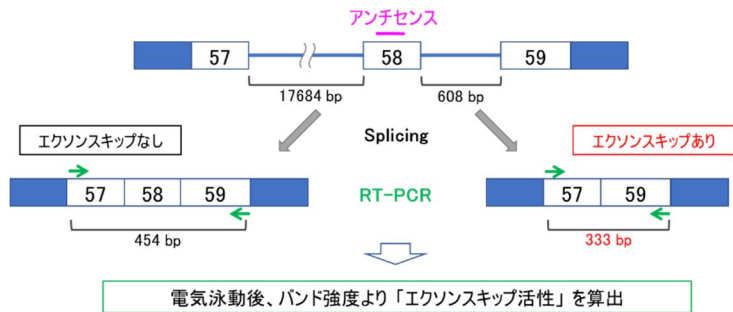 アンチセンス
57 58 59
17684 bp 608 bp
エクソンスキップなし Splicing エクソンスキップあり
57 58 59 RT-PCR 57 59
454 bp 333 bp
電気泳動後、バンド強度より「エクソンスキップ活性」を算出